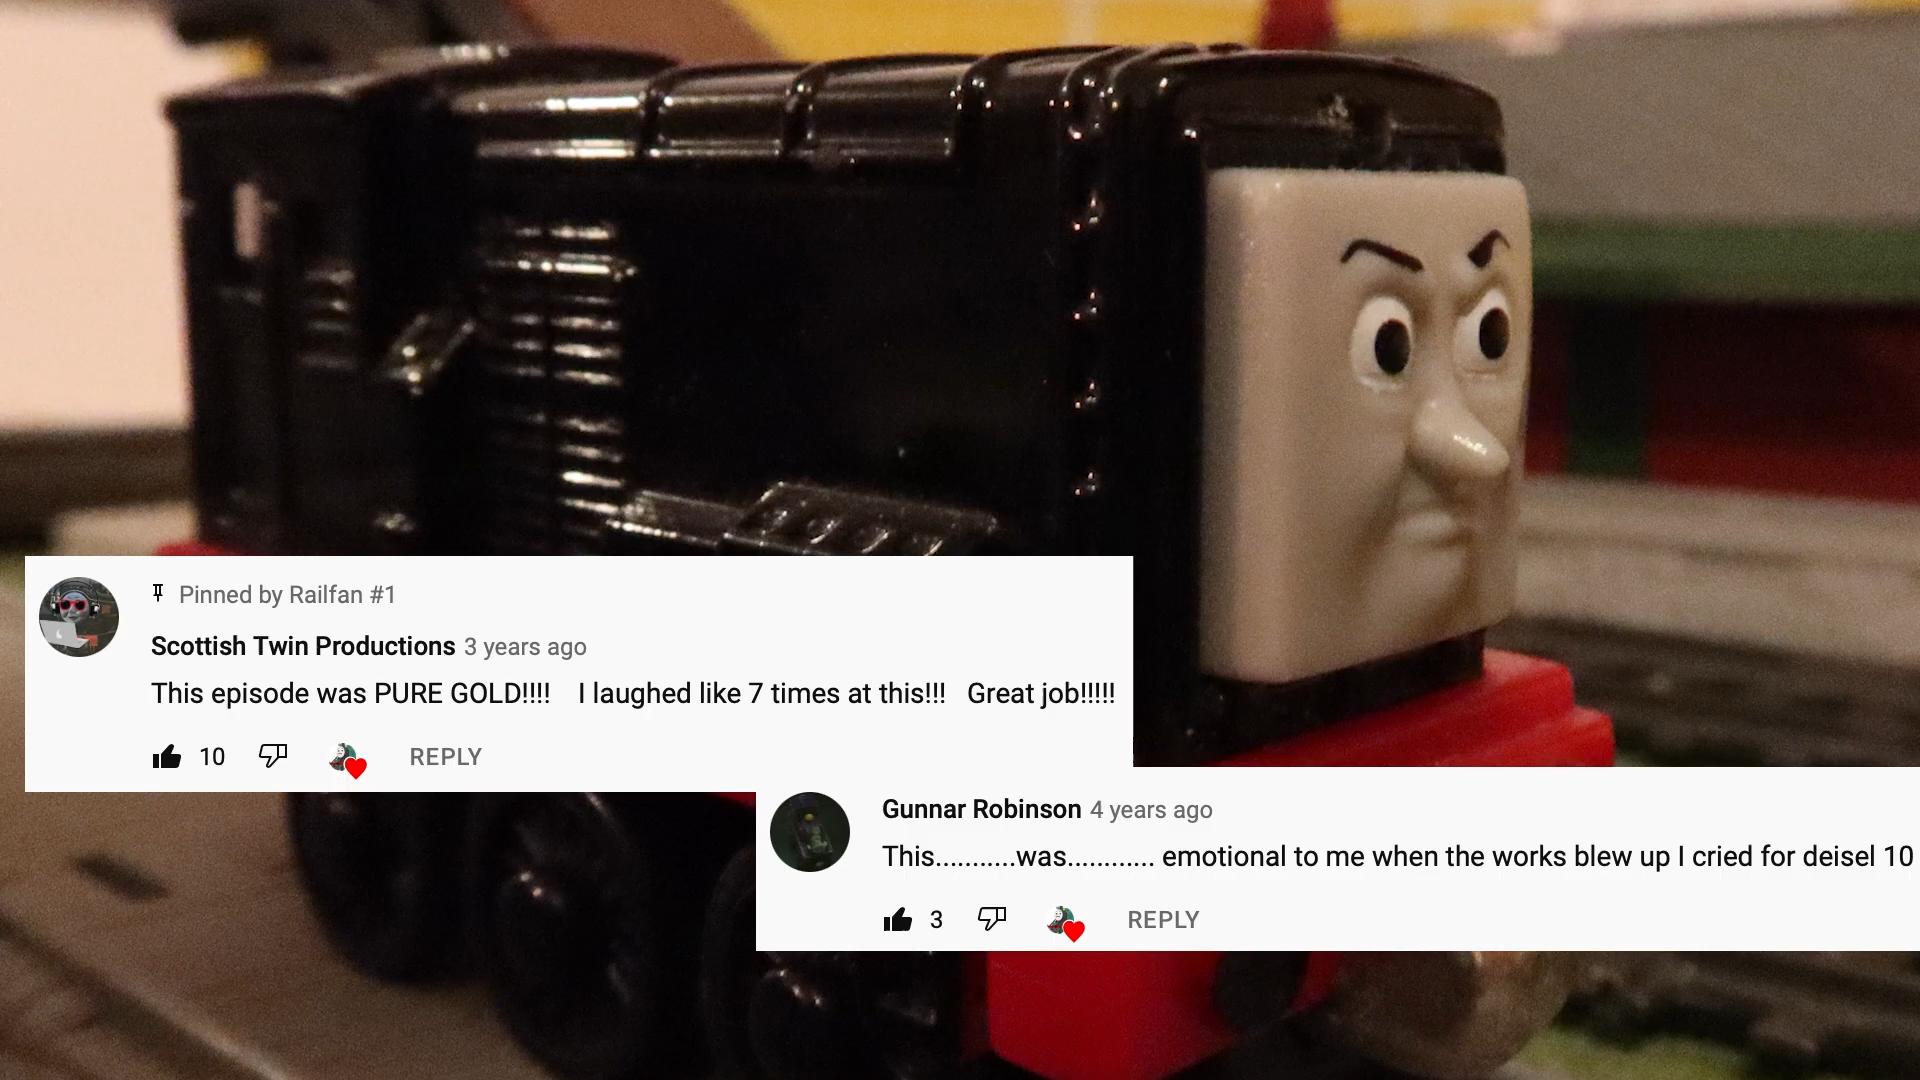 Pinned by Railfan #1
Scottish Twin Productions 3 years ago
This episode was PURE GOLD!!!! I laughed like 7 times at this!!! Great job!!!!!
10 REPLY
Gunnar Robinson 4 years ago
This...........was............ emotional to me when the works blew up I cried for deisel 10
3 REPLY